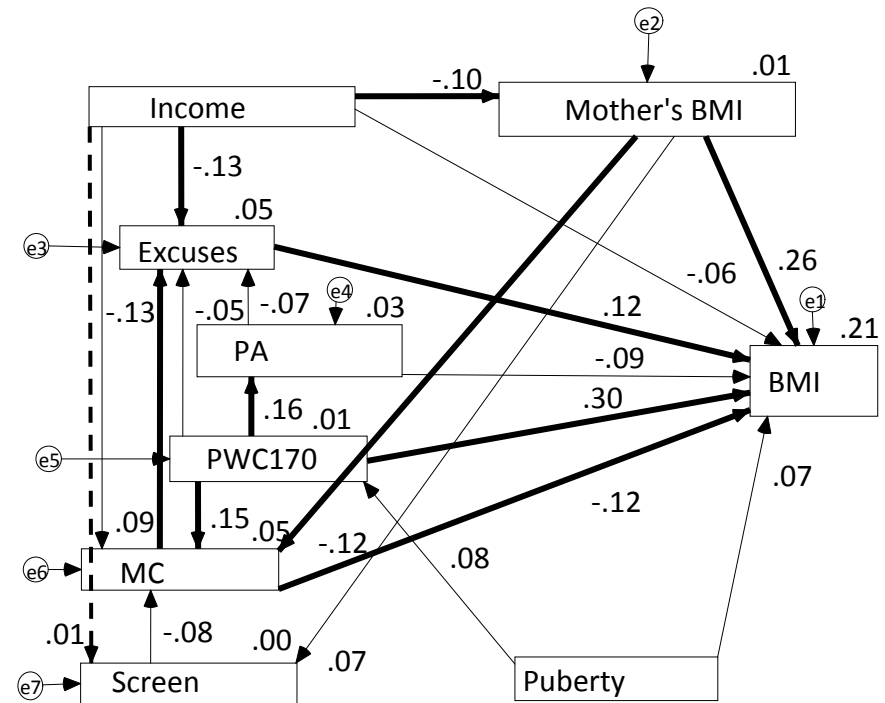 e2
-.10
.01
Income
Mother's BMI
-.13
.05
e3
Excuses
-.06
.26
-.13
-.05
-.07
e4
.03
.12
e1
.21
PA
-.09
BMI
.16
.01
.30
e5
PWC170
.07
.09
.15
.05
-.12
-.12
.08
e6
MC
.01
-.08
.00
.07
e7
Screen
Puberty